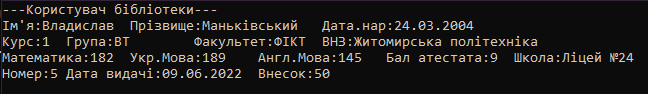 ---Користувач бібліотеки---
Ім'я:Владислав Прізвище:Маньківський Дата.нар:24.03.2004
Курс:1 Група:ВТ Факультет:ФІКТ ВНЗ:Житомирська політехніка
Математика:182 Укр.Мова:189 Англ.Мова:145 Бал атестата:9 Школа:Ліцей №24
Номер:5 Дата видачі:09.06.2022 Внесок:50